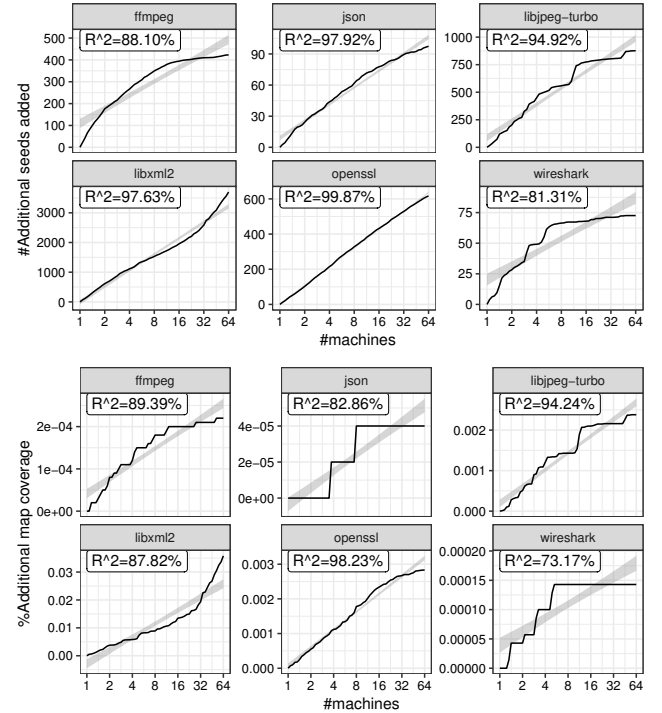 ffmpeg json libjpeg−turbo
R^2=88.10% R^2=97.92% R^2=94.92%
500 400 300 200 100 0
90 60 30 0
1000 750 500 250 0
libxml2 openssl wireshark
R^2=97.63% R^2=99.87% R^2=81.31%
3000 2000 1000 0
600 400 200 0
75 50 25 0
1 2 4 8 16 32 64 1 2 4 8 16 32 64 1 2 4 8 16 32 64
#machines
#Additional seeds added
ffmpeg json libjpeg−turbo
R^2=89.39% R^2=82.86% R^2=94.24%
2e−04 1e−04 0e+00
4e−05 2e−05 0e+00
0.002 0.001 0.000
libxml2 openssl wireshark
R^2=87.82% R^2=98.23% R^2=73.17%
0.03 0.02 0.01 0.00
0.003 0.002 0.001 0.000
0.00020 0.00015 0.00010 0.00005 0.00000
1 2 4 8 16 32 64 1 2 4 8 16 32 64 1 2 4 8 16 32 64
#machines
%Additional map coverage